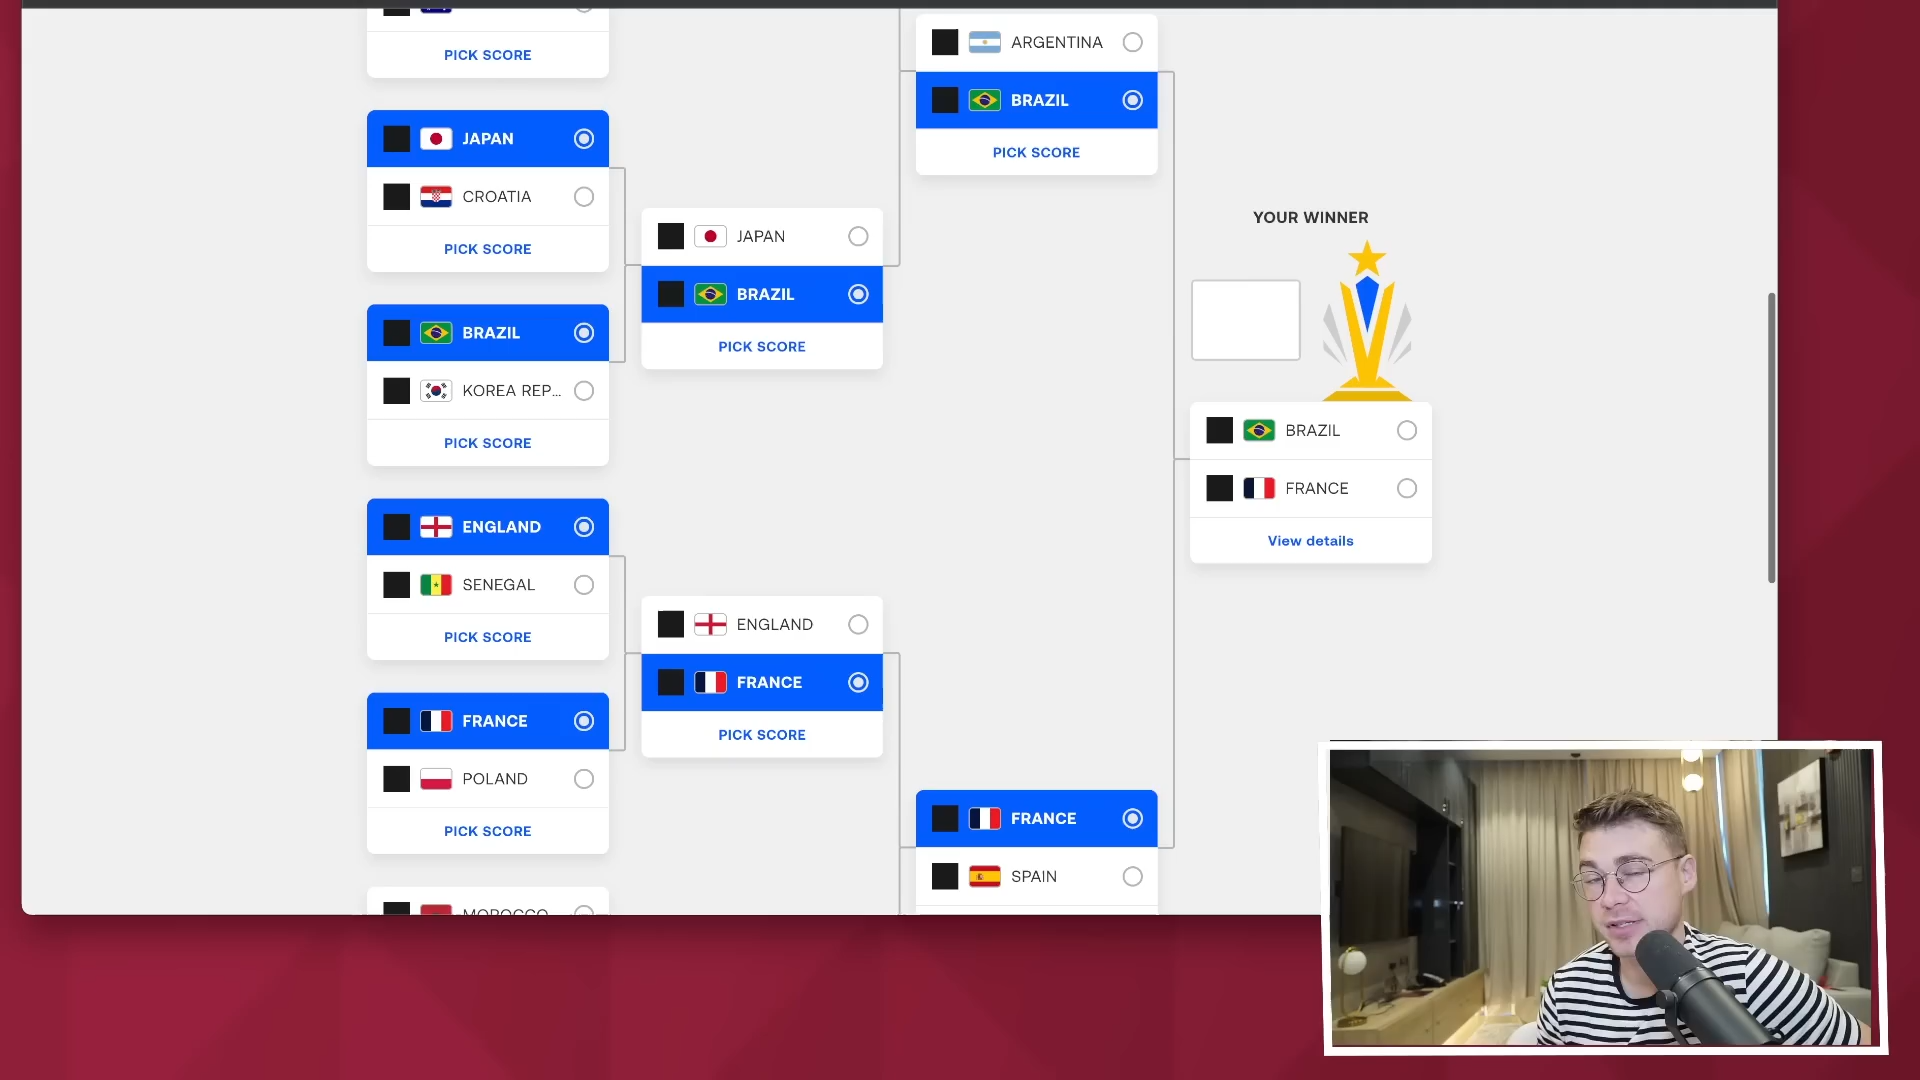 PICK SCORE
JAPAN
CROATIA
PICK SCORE
BRAZIL
KOREA REP...
PICK SCORE
ENGLAND
SENEGAL
PICK SCORE
FRANCE
POLAND
PICK SCORE
MOROCCO
JAPAN
BRAZIL
PICK SCORE
ENGLAND
FRANCE
PICK SCORE
ARGENTINA
BRAZIL
PICK SCORE
FRANCE
SPAIN
YOUR WINNER
BRAZIL
FRANCE
View details